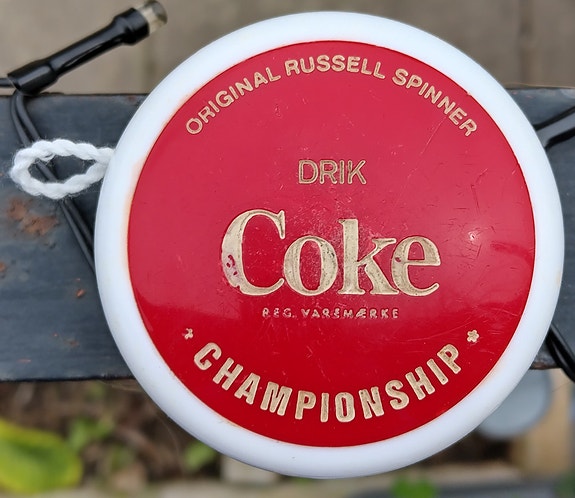 ORIGINAL RUSSELL SPINNER
DRIK
Coke
REG. VAREMÆRKE
CHAMPIONSHIP